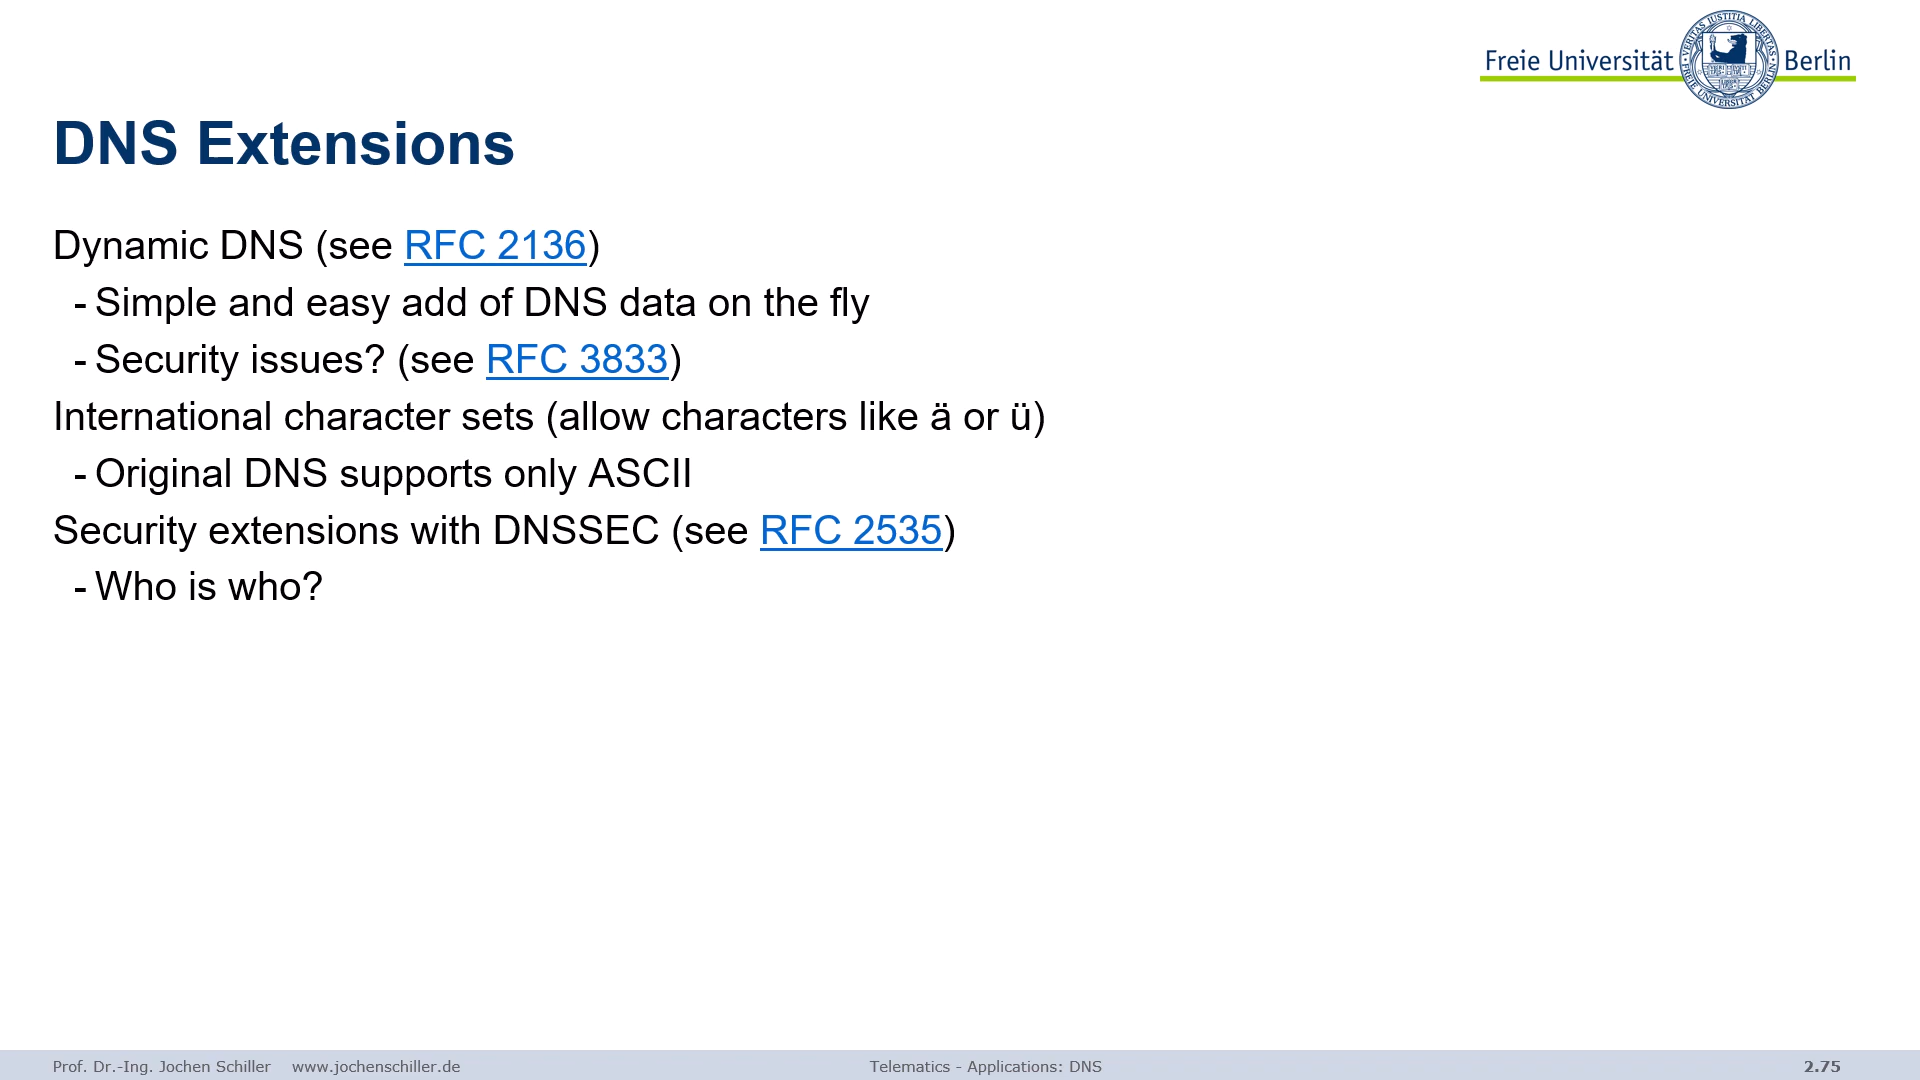 Freie Universität Berlin
DNS Extensions
Dynamic DNS (see RFC 2136)
- Simple and easy add of DNS data on the fly
- Security issues? (see RFC 3833)
International character sets (allow characters like ä or ü)
- Original DNS supports only ASCII
Security extensions with DNSSEC (see RFC 2535)
- Who is who?
Prof. Dr.-Ing. Jochen Schiller www.jochenschiller.de Telematics - Applications: DNS 2.75